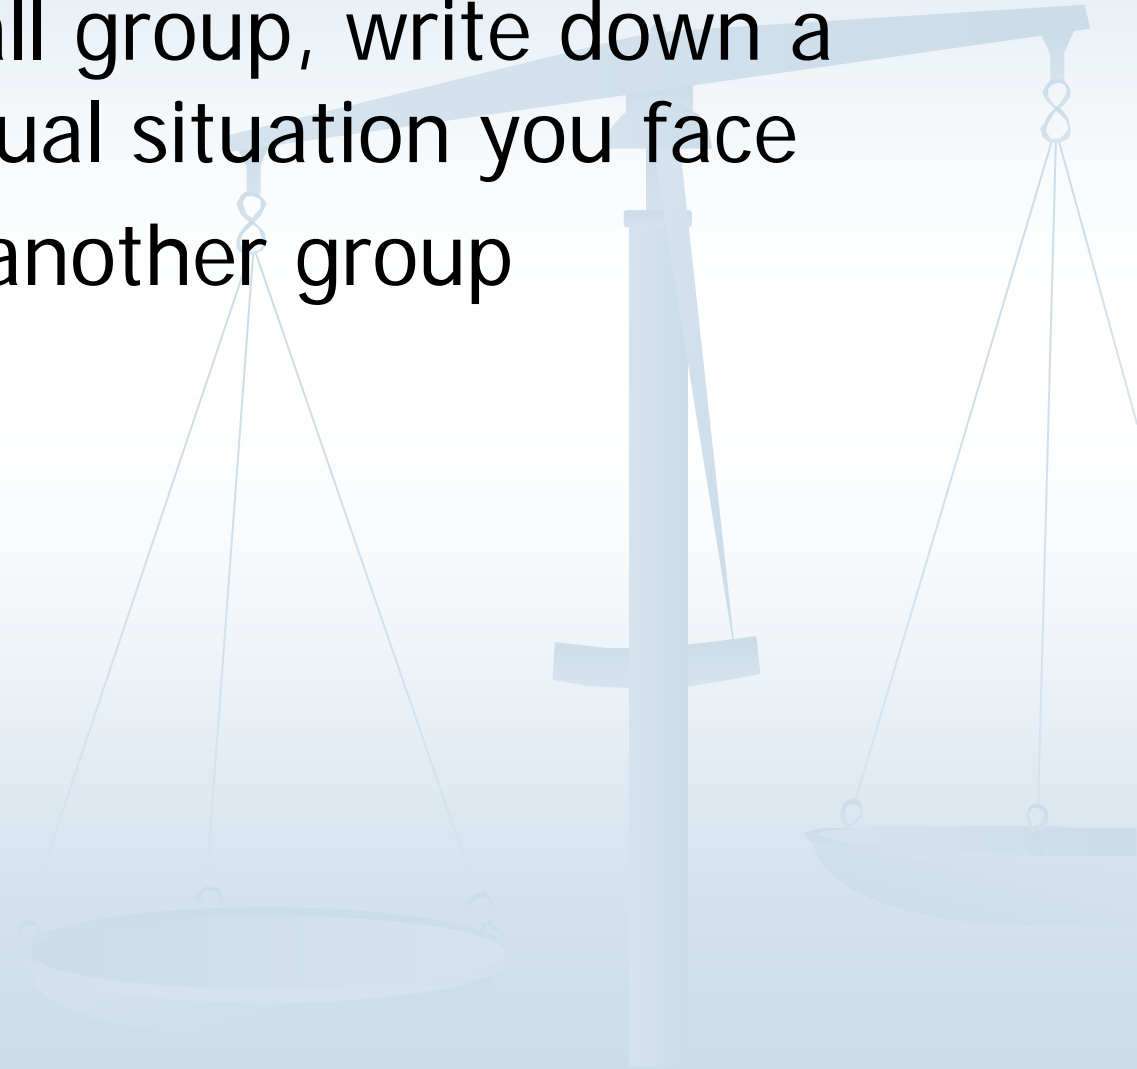 ll group, write down a
ual situation you face
another group